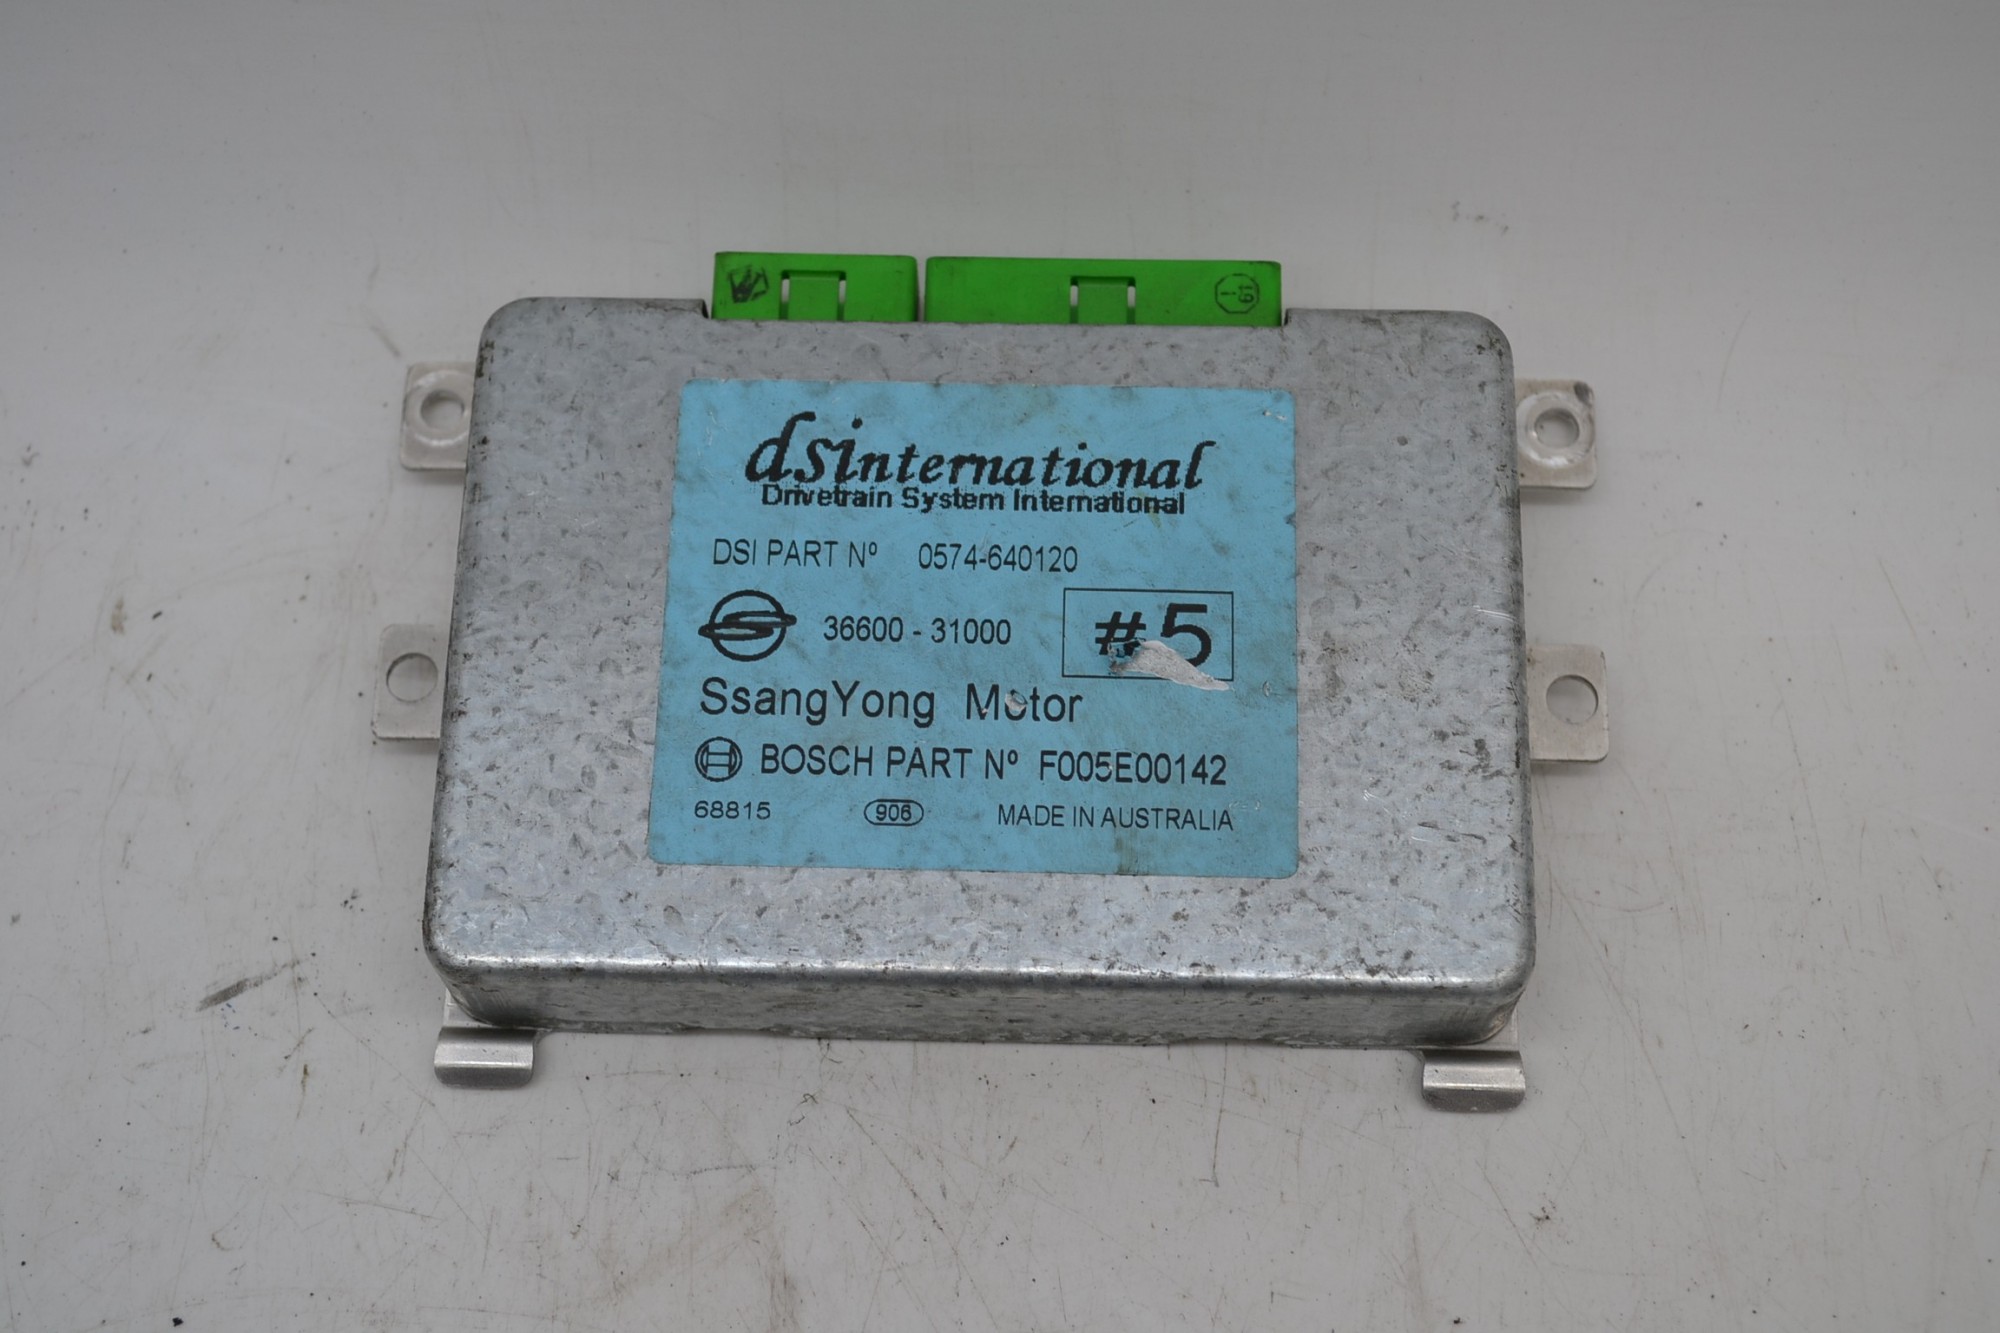 ! 61
dsinternational
Drivetrain System International
DSI PART Nº 0574-640120
36600 - 31000 #5
SsangYong Motor
BOSCH PART Nº F005E00142
68815 906 MADE IN AUSTRALIA